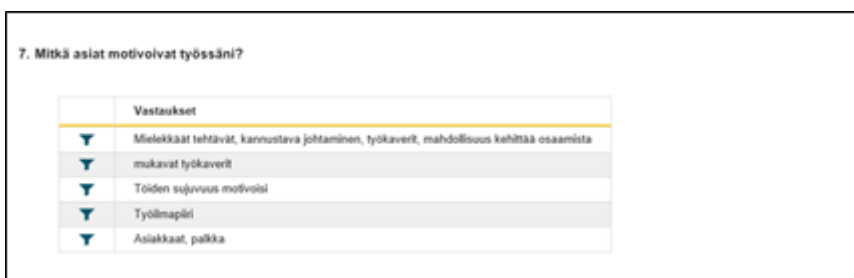 7. Mitkä asiat motivoivat työssäni?
Vastaukset
Mielekkäät tehtävät, kannustava johtaminen, työkaverit, mahdollisuus kehittää osaamista
mukavat työkaverit
Töiden sujuvuus motivoisi
Työilmapiiri
Asiakkaat, palkka